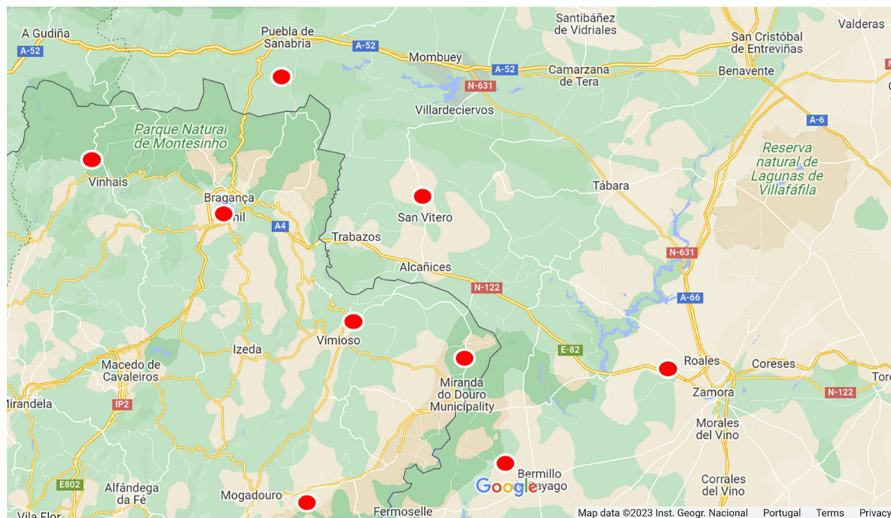 A Gudiña
Puebla de
Sanabria
Santibáñez
de Vidriales
Valderas
San Cristóbal
de Entreviñas
A-52
A-52
Mombuey
A-52
Camarzana
de Tera
Benavente
N-631
Villardeciervos
A-6
Parque Natural
de Montesinho
Reserva
natural de
Lagunas de
Villafáfila
Vinhais
Tábara
Bragança
San Vitero
A4
Trabazos
N-631
Alcañices
N-122
A-66
Vimioso
Izeda
E-82
Roales
Macedo de
Cavaleiros
Miranda
do Douro
Municipality
Coreses
Zamora
N-122
Mirandela
IP2
Morales
del Vino
Bermillo
Google
E802
Alfândega
da Fé
Mogadouro
Corrales
del Vino
Vila Flor
Fermoselle
Map data ©2023 Inst. Geogr. Nacional Portugal Terms Privacy